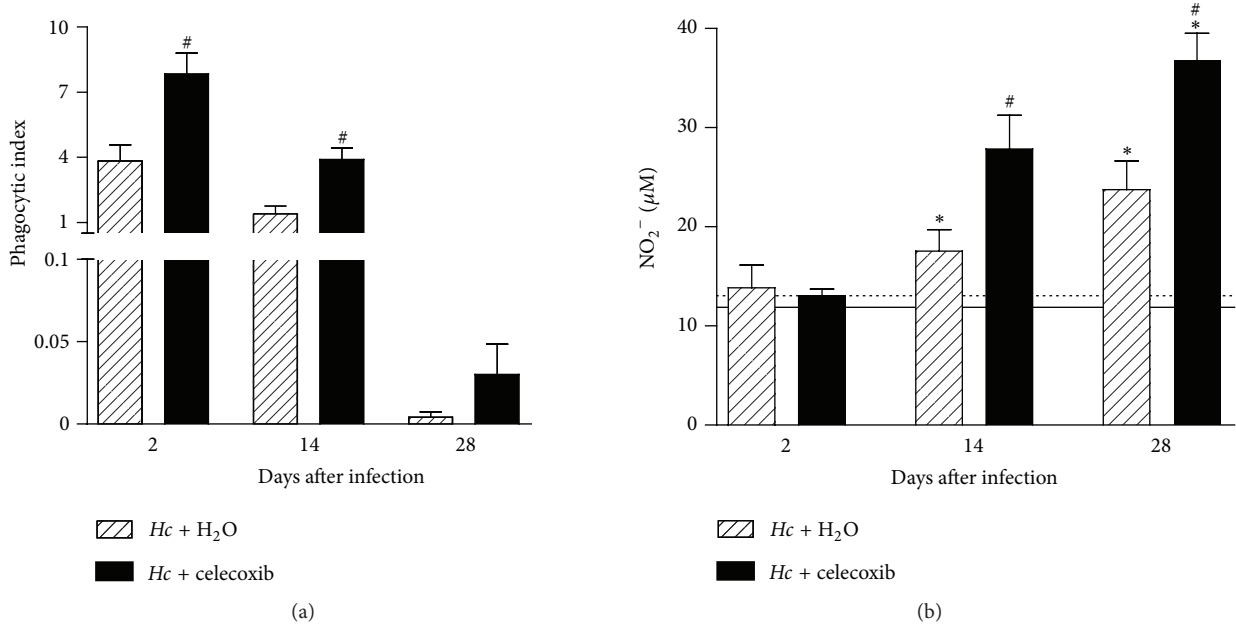 10
7
4
1
0.1
0.05
0
Phagocytic index
#
#
2
14
28
Days after infection
Hc + H₂O
Hc + celecoxib
(a)
40
30
20
10
0
NO₂⁻ (μM)
*
#
*
#
*
2
14
28
Days after infection
Hc + H₂O
Hc + celecoxib
(b)